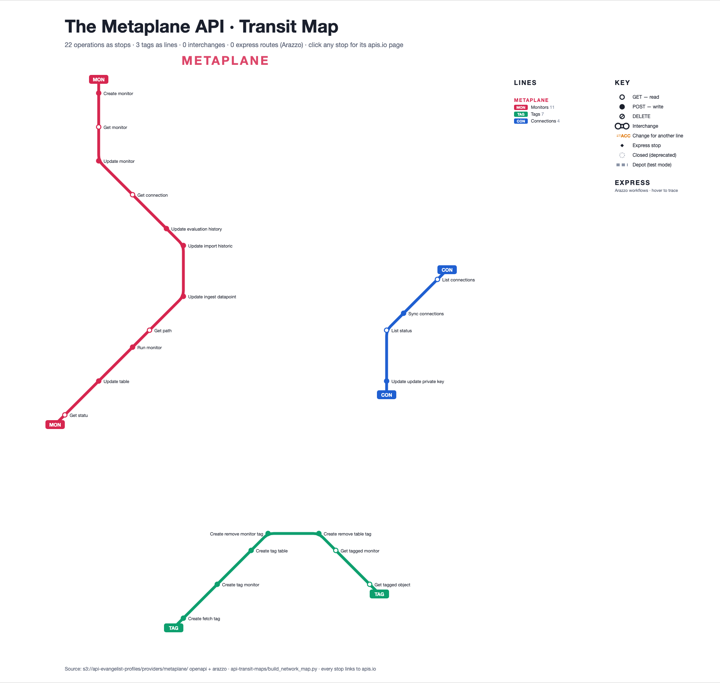 The Metaplane API · Transit Map
22 operations as stops · 3 tags as lines · 0 interchanges · 0 express routes (Arazzo) · click any stop for its apis.io page
METAPLANE
MON
Create monitor
Get monitor
Update monitor
Get connection
Update evaluation history
Update import historic
Update ingest datapoint
Get path
Run monitor
Update table
Get statu
MON
CON
List connections
Sync connections
List status
Update update private key
CON
Create remove monitor tag
Create remove table tag
Create tag table
Get tagged monitor
Create tag monitor
Get tagged object
TAG
Create fetch tag
TAG
LINES
METAPLANE
MON Monitors 11
TAG Tags 7
CON Connections 4
KEY
GET — read
POST — write
DELETE
Interchange
⇄ACC Change for another line
Express stop
Closed (deprecated)
Depot (test mode)
EXPRESS
Arazzo workflows · hover to trace
Source: s3://api-evangelist-profiles/providers/metaplane/ openapi + arazzo · api-transit-maps/build_network_map.py · every stop links to apis.io